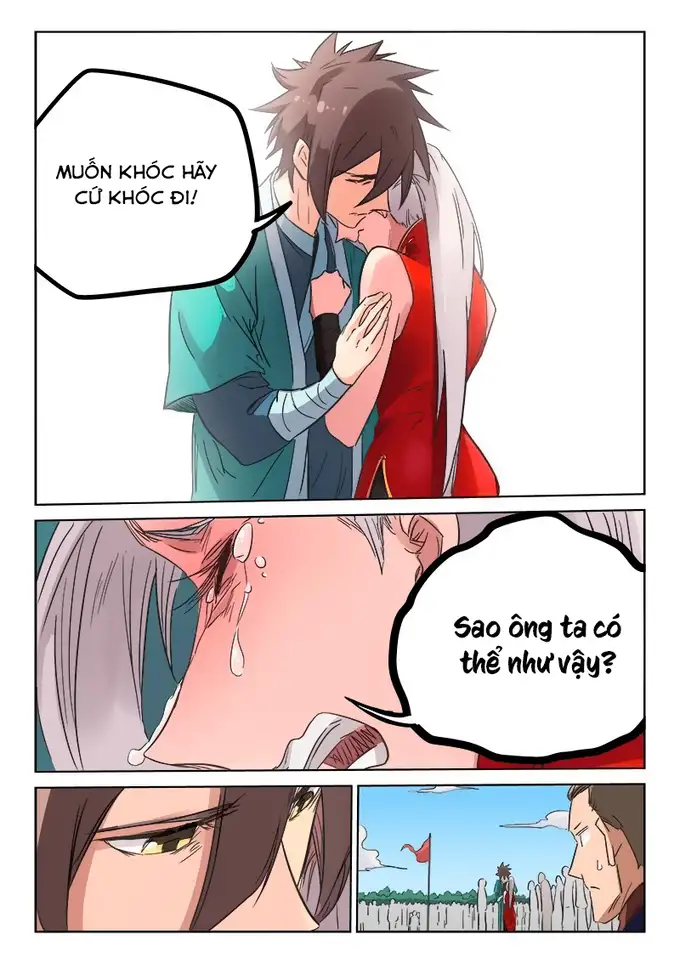 MUỐN KHÓC HÃY
CỨ KHÓC ĐI!
Sao ông ta có
thể như vậy?